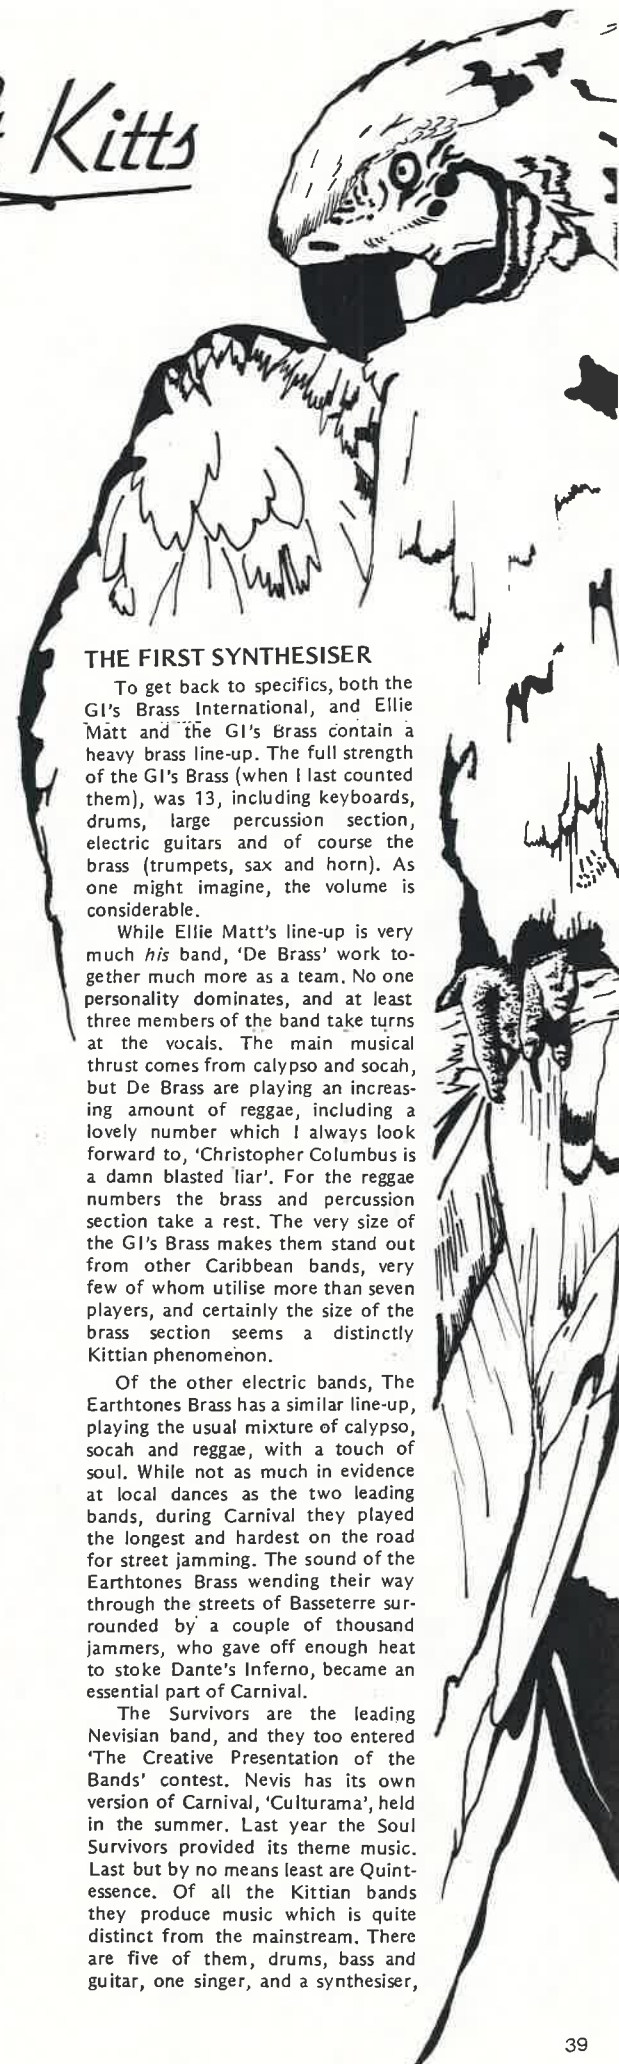 Kitts
THE FIRST SYNTHESISER
To get back to specifics, both the
GI's Brass International, and Ellie
Matt and the GI's Brass contain a
heavy brass line-up. The full strength
of the GI's Brass (when I last counted
them), was 13, including keyboards,
drums, large percussion section,
electric guitars and of course the
brass (trumpets, sax and horn). As
one might imagine, the volume is
considerable.
While Ellie Matt's line-up is very
much his band, 'De Brass' work to-
gether much more as a team. No one
personality dominates, and at least
three members of the band take turns
at the vocals. The main musical
thrust comes from calypso and socah,
but De Brass are playing an increas-
ing amount of reggae, including a
lovely number which I always look
forward to, 'Christopher Columbus is
a damn blasted liar'. For the reggae
numbers the brass and percussion
section take a rest. The very size of
the GI's Brass makes them stand out
from other Caribbean bands, very
few of whom utilise more than seven
players, and certainly the size of the
brass section seems a distinctly
Kittian phenomenon.
Of the other electric bands, The
Earthtones Brass has a similar line-up,
playing the usual mixture of calypso,
socah and reggae, with a touch of
soul. While not as much in evidence
at local dances as the two leading
bands, during Carnival they played
the longest and hardest on the road
for street jamming. The sound of the
Earthtones Brass wending their way
through the streets of Basseterre sur-
rounded by a couple of thousand
jammers, who gave off enough heat
to stoke Dante's Inferno, became an
essential part of Carnival.
The Survivors are the leading
Nevisian band, and they too entered
'The Creative Presentation of the
Bands' contest. Nevis has its own
version of Carnival, 'Culturama', held
in the summer. Last year the Soul
Survivors provided its theme music.
Last but by no means least are Quint-
essence. Of all the Kittian bands
they produce music which is quite
distinct from the mainstream. There
are five of them, drums, bass and
guitar, one singer, and a synthesiser,
39